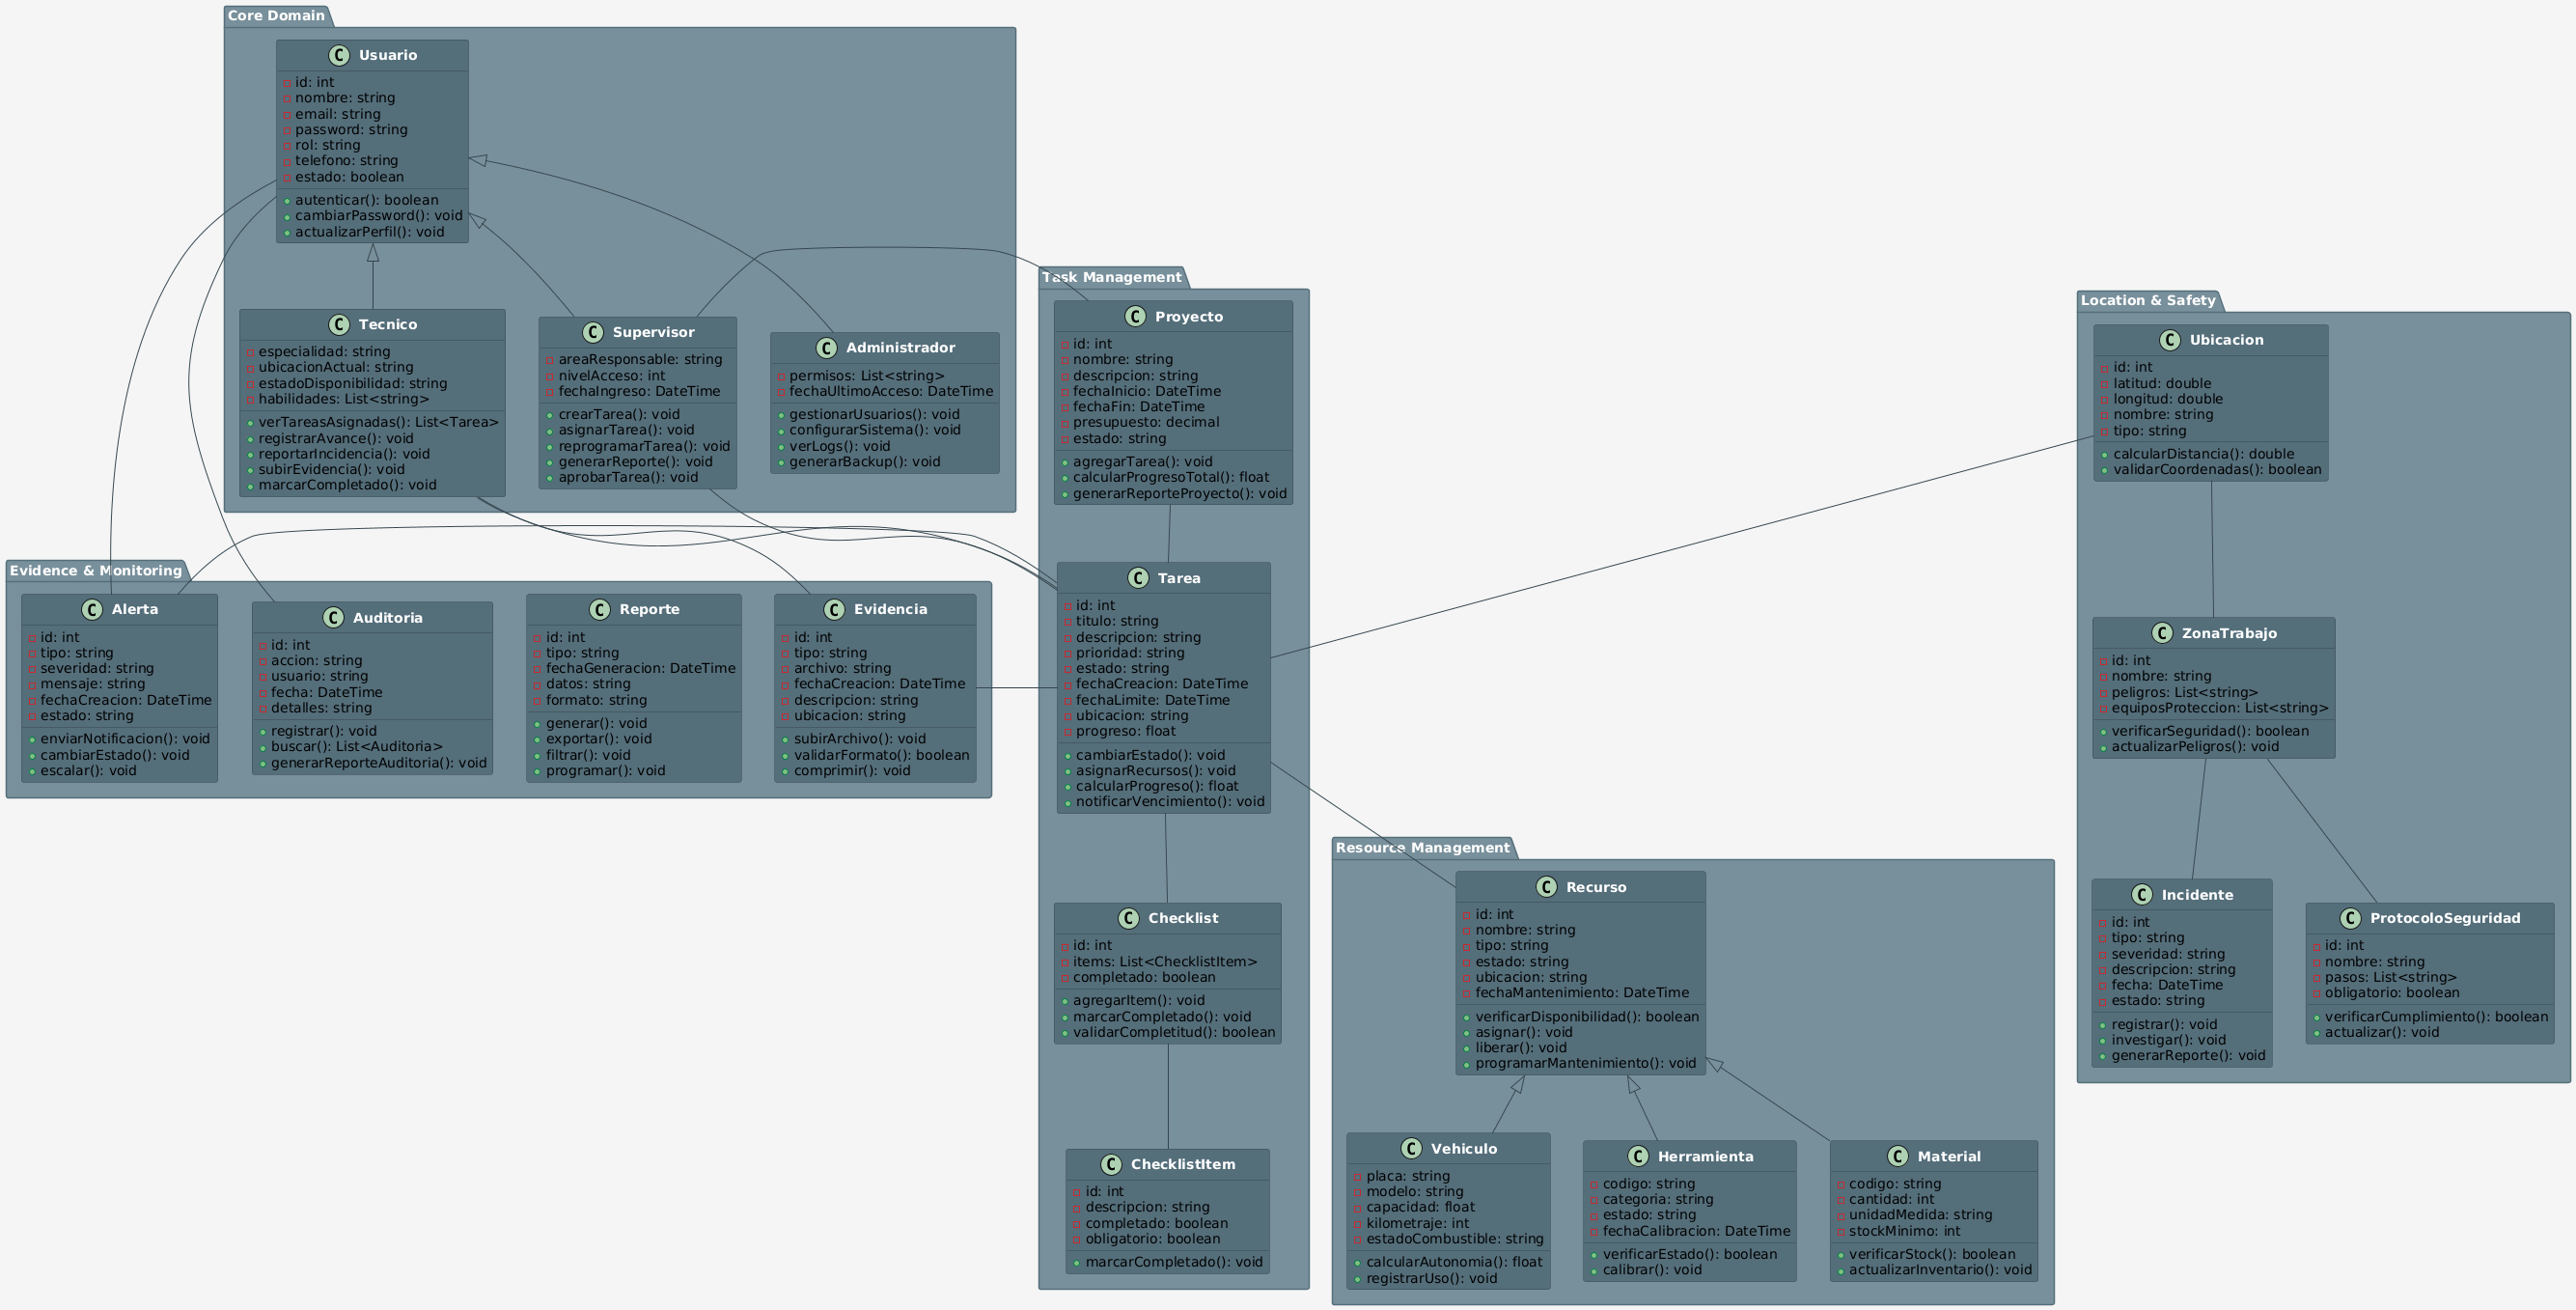 Core Domain
C Usuario
id: int
nombre: string
email: string
password: string
rol: string
telefono: string
estado: boolean
autenticar(): boolean
cambiarPassword(): void
actualizarPerfil(): void
C Tecnico
especialidad: string
ubicacionActual: string
estadoDisponibilidad: string
habilidades: List<string>
verTareasAsignadas(): List<Tarea>
registrarAvance(): void
reportarIncidencia(): void
subirEvidencia(): void
marcarCompletado(): void
C Supervisor
areaResponsable: string
nivelAcceso: int
fechaIngreso: DateTime
crearTarea(): void
asignarTarea(): void
reprogramarTarea(): void
generarReporte(): void
aprobarTarea(): void
C Administrador
permisos: List<string>
fechaUltimoAcceso: DateTime
gestionarUsuarios(): void
configurarSistema(): void
verLogs(): void
generarBackup(): void
Task Management
C Proyecto
id: int
nombre: string
descripcion: string
fechaInicio: DateTime
fechaFin: DateTime
presupuesto: decimal
estado: string
agregarTarea(): void
calcularProgresoTotal(): float
generarReporteProyecto(): void
C Tarea
id: int
titulo: string
descripcion: string
prioridad: string
estado: string
fechaCreacion: DateTime
fechaLimite: DateTime
ubicacion: string
progreso: float
cambiarEstado(): void
asignarRecursos(): void
calcularProgreso(): float
notificarVencimiento(): void
C Checklist
id: int
items: List<ChecklistItem>
completado: boolean
agregarItem(): void
marcarCompletado(): void
validarCompletitud(): boolean
C ChecklistItem
id: int
descripcion: string
completado: boolean
obligatorio: boolean
marcarCompletado(): void
Evidence & Monitoring
C Alerta
id: int
tipo: string
severidad: string
mensaje: string
fechaCreacion: DateTime
estado: string
enviarNotificacion(): void
cambiarEstado(): void
escalar(): void
C Auditoria
id: int
accion: string
usuario: string
fecha: DateTime
detalles: string
registrar(): void
buscar(): List<Auditoria>
generarReporteAuditoria(): void
C Reporte
id: int
tipo: string
fechaGeneracion: DateTime
datos: string
formato: string
generar(): void
exportar(): void
filtrar(): void
programar(): void
C Evidencia
id: int
tipo: string
archivo: string
fechaCreacion: DateTime
descripcion: string
ubicacion: string
subirArchivo(): void
validarFormato(): boolean
comprimir(): void
Resource Management
C Recurso
id: int
nombre: string
tipo: string
estado: string
ubicacion: string
fechaMantenimiento: DateTime
verificarDisponibilidad(): boolean
asignar(): void
liberar(): void
programarMantenimiento(): void
C Vehiculo
placa: string
modelo: string
capacidad: float
kilometraje: int
estadoCombustible: string
calcularAutonomia(): float
registrarUso(): void
C Herramienta
codigo: string
categoria: string
estado: string
fechaCalibracion: DateTime
verificarEstado(): boolean
calibrar(): void
C Material
codigo: string
cantidad: int
unidadMedida: string
stockMinimo: int
verificarStock(): boolean
actualizarInventario(): void
Location & Safety
C Ubicacion
id: int
latitud: double
longitud: double
nombre: string
tipo: string
calcularDistancia(): double
validarCoordenadas(): boolean
C ZonaTrabajo
id: int
nombre: string
peligros: List<string>
equiposProteccion: List<string>
verificarSeguridad(): boolean
actualizarPeligros(): void
C Incidente
id: int
tipo: string
severidad: string
descripcion: string
fecha: DateTime
estado: string
registrar(): void
investigar(): void
generarReporte(): void
C ProtocoloSeguridad
id: int
nombre: string
pasos: List<string>
obligatorio: boolean
verificarCumplimiento(): boolean
actualizar(): void